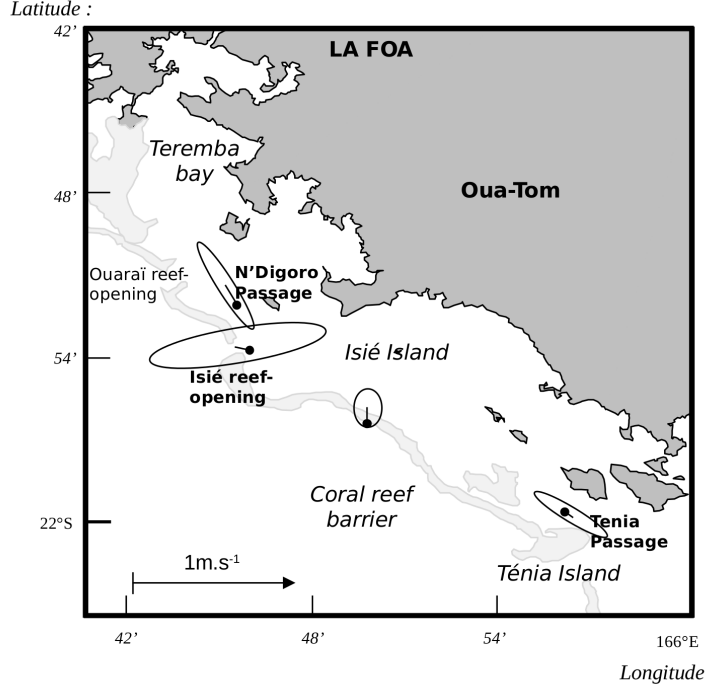 Latitude :
42’
LA FOA
Teremba
bay
48’
Oua-Tom
Ouaraï reef-
opening
N’Digoro
Passage
54’
Isié Island
Isié reef-
opening
Coral reef
barrier
22°S
Tenia
Passage
1m.s-1
Ténia Island
42’
48’
54’
166°E
Longitude